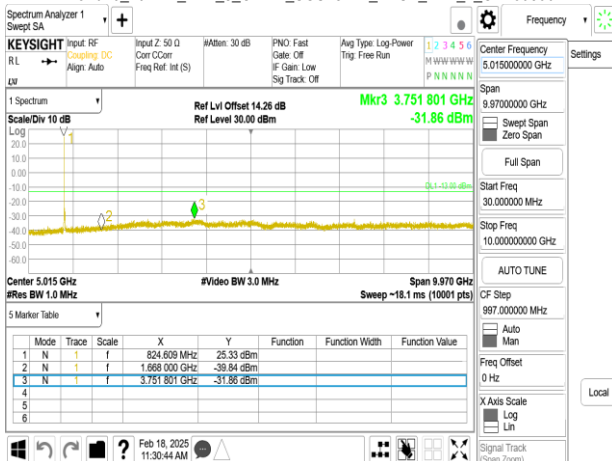 Spectrum Analyzer 1
Swept SA
Frequency
KEYSIGHT
RL
Input: RF
Coupling: DC
Align: Auto
Input Z: 50 Ω
Corr CCorr
Freq Ref: Int (S)
#Atten: 30 dB
PNO: Fast
Gate: Off
IF Gain: Low
Sig Track: Off
Avg Type: Log-Power
Trig: Free Run
1 2 3 4 5 6
M W W W W W
P N N N N N
Settings
Center Frequency
5.015000000 GHz
Span
9.97000000 GHz
Swept Span
Zero Span
Full Span
Start Freq
30.000000 MHz
Stop Freq
10.000000000 GHz
AUTO TUNE
CF Step
997.000000 MHz
Auto
Man
Freq Offset
0 Hz
X Axis Scale
Log
Lin
Signal Track
(Span Zoom)
Local
1 Spectrum
Scale/Div 10 dB
Ref Lvl Offset 14.26 dB
Ref Level 30.00 dBm
Mkr3 3.751 801 GHz
-31.86 dBm
Log
20.0
10.0
0.00
-10.0
-20.0
-30.0
-40.0
-50.0
-60.0
1
2
3
DL1 -13.00 dBm
Center 5.015 GHz
#Res BW 1.0 MHz
#Video BW 3.0 MHz
Span 9.970 GHz
Sweep ~18.1 ms (10001 pts)
5 Marker Table
Mode Trace Scale X Y Function Function Width Function Value
1 N 1 f 824.609 MHz 25.33 dBm
2 N 1 f 1.668 000 GHz -39.84 dBm
3 N 1 f 3.751 801 GHz -31.86 dBm
4
5
6
?
Feb 18, 2025
11:30:44 AM